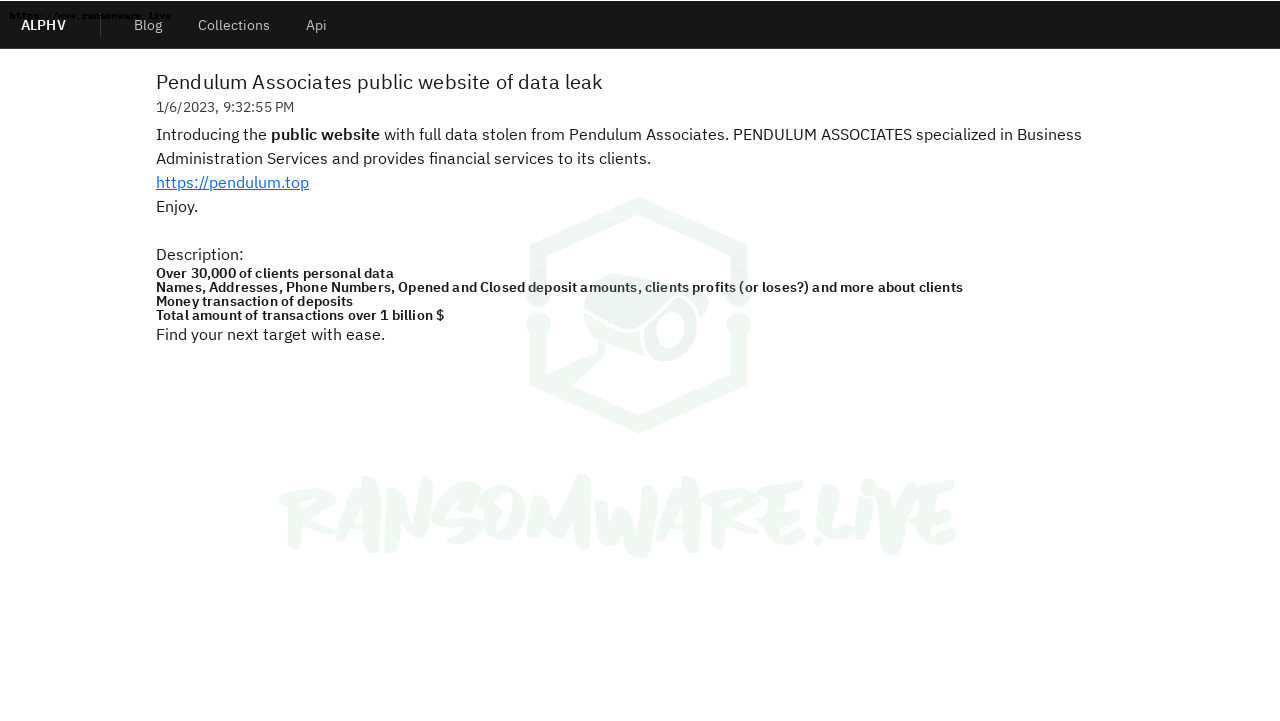 https://www.ransomware.live
ALPHV
Blog
Collections
Api
Pendulum Associates public website of data leak
1/6/2023, 9:32:55 PM
Introducing the public website with full data stolen from Pendulum Associates. PENDULUM ASSOCIATES specialized in Business
Administration Services and provides financial services to its clients.
https://pendulum.top
Enjoy.
Description:
Over 30,000 of clients personal data
Names, Addresses, Phone Numbers, Opened and Closed deposit amounts, clients profits (or loses?) and more about clients
Money transaction of deposits
Total amount of transactions over 1 billion $
Find your next target with ease.
RANSOMWARE.LIVE